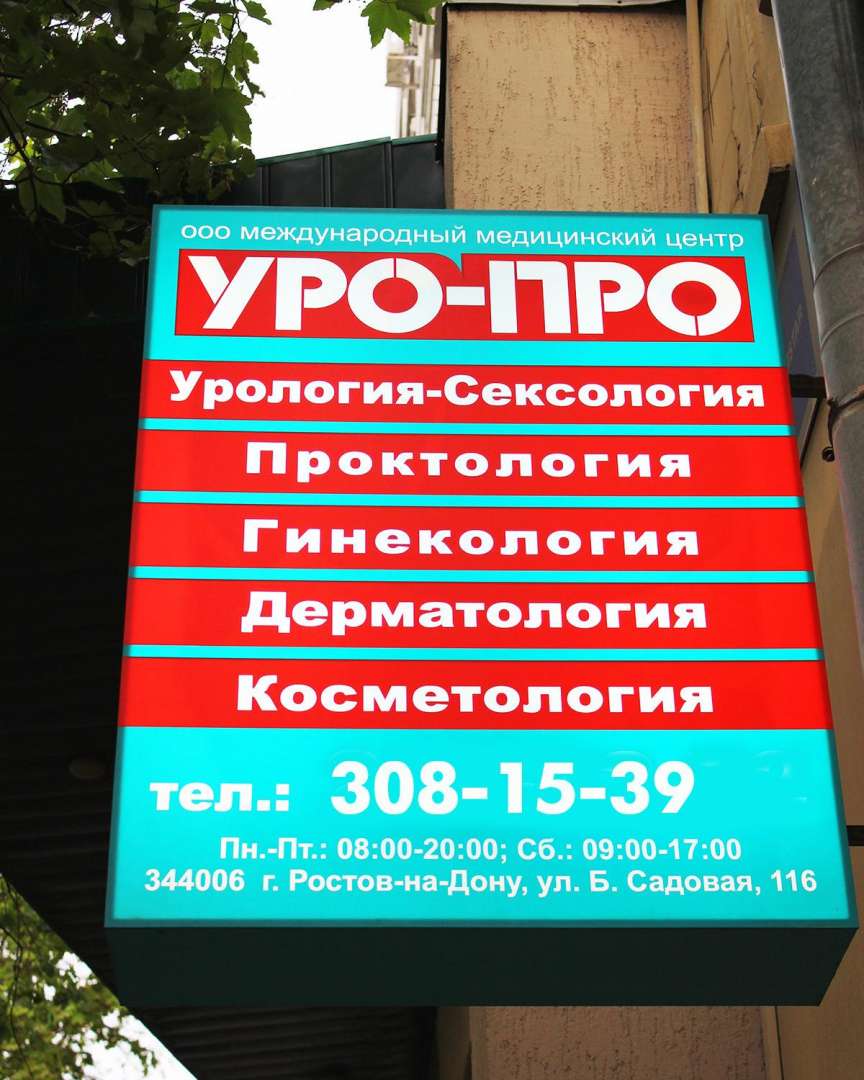 ООО МЕЖДУНАРОДНЫЙ МЕДИЦИНСКИЙ ЦЕНТР
УРО-ПРО
Урология-Сексология
Проктология
Гинекология
Дерматология
Косметология
тел.: 308-15-39
Пн.-Пт.: 08:00-20:00; Сб.: 09:00-17:00
344006 г. Ростов-на-Дону, ул. Б. Садовая, 116